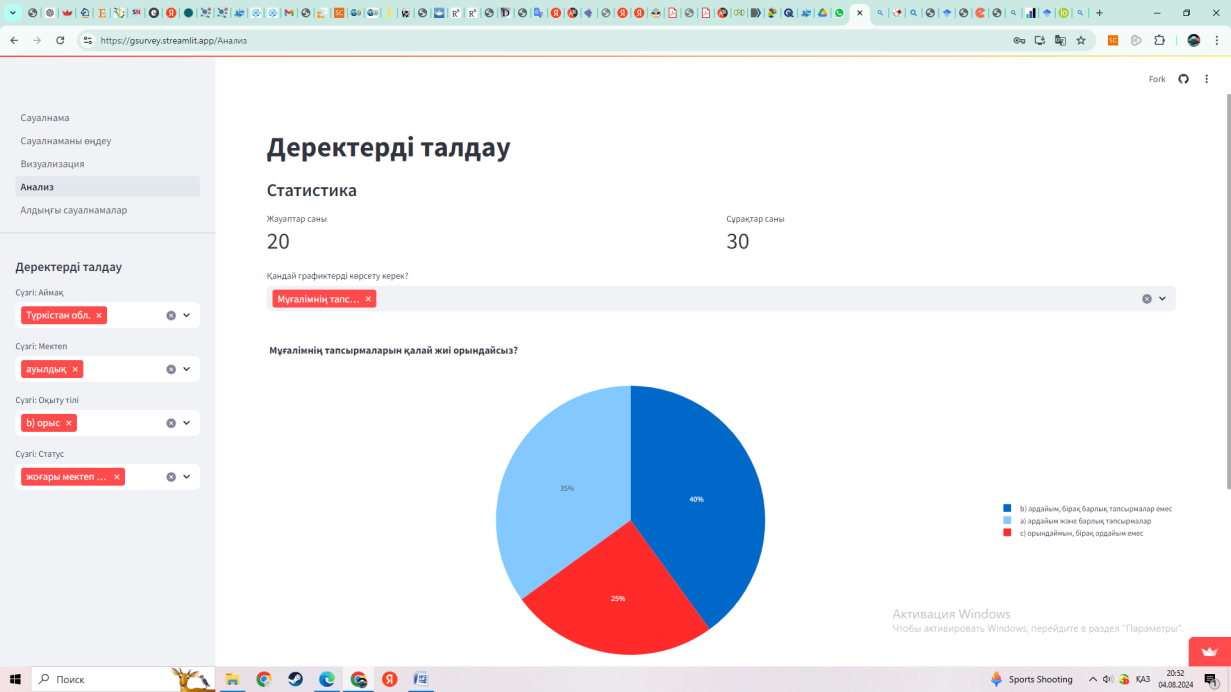 https://gsurvey.streamlit.app/Анализ
Fork
Сауалнама
Сауалнаманы өңдеу
Визуализация
Анализ
Алдыңғы сауалнамалар
Деректерді талдау
Сүзгі: Аймақ
Түркістан обл.
Сүзгі: Мектеп
ауылдық
Сүзгі: Оқыту тілі
b) орыс
Сүзгі: Статус
жоғары мектеп ...
Деректерді талдау
Статистика
Жауаптар саны
20
Сұрақтар саны
30
Қандай графиктерді көрсету керек?
Мұғалімнің тапс...
Мұғалімнің тапсырмаларын қалай жиі орындайсыз?
35%
40%
25%
b) әрдайым, бірақ барлық тапсырмалар емес
a) әрдайым және барлық тапсырмалар
c) орындаймын, бірақ әрдайым емес
Активация Windows
Чтобы активировать Windows, перейдите в раздел "Параметры".
Поиск
Sports Shooting
ҚАЗ
20:52
04.08.2024